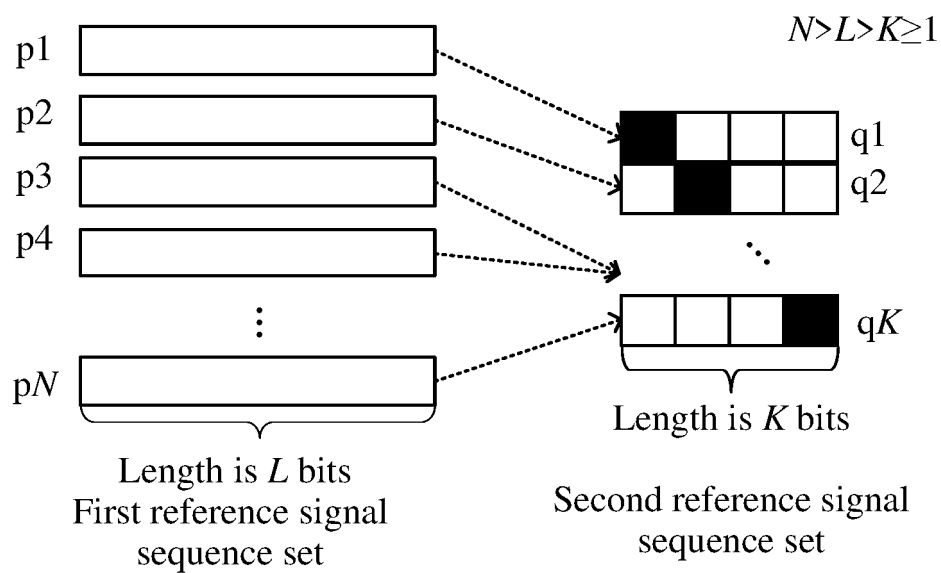 N>L>K≥1
p1
p2
p3
p4
⋮
pN
q1
q2
⋱
qK
Length is L bits
First reference signal
sequence set
Length is K bits
Second reference signal
sequence set